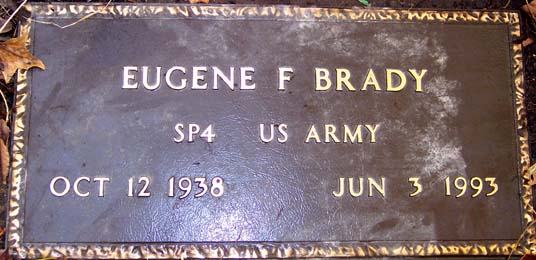 EUGENE F BRADY
SP4 US ARMY
OCT 12 1938 JUN 3 1993